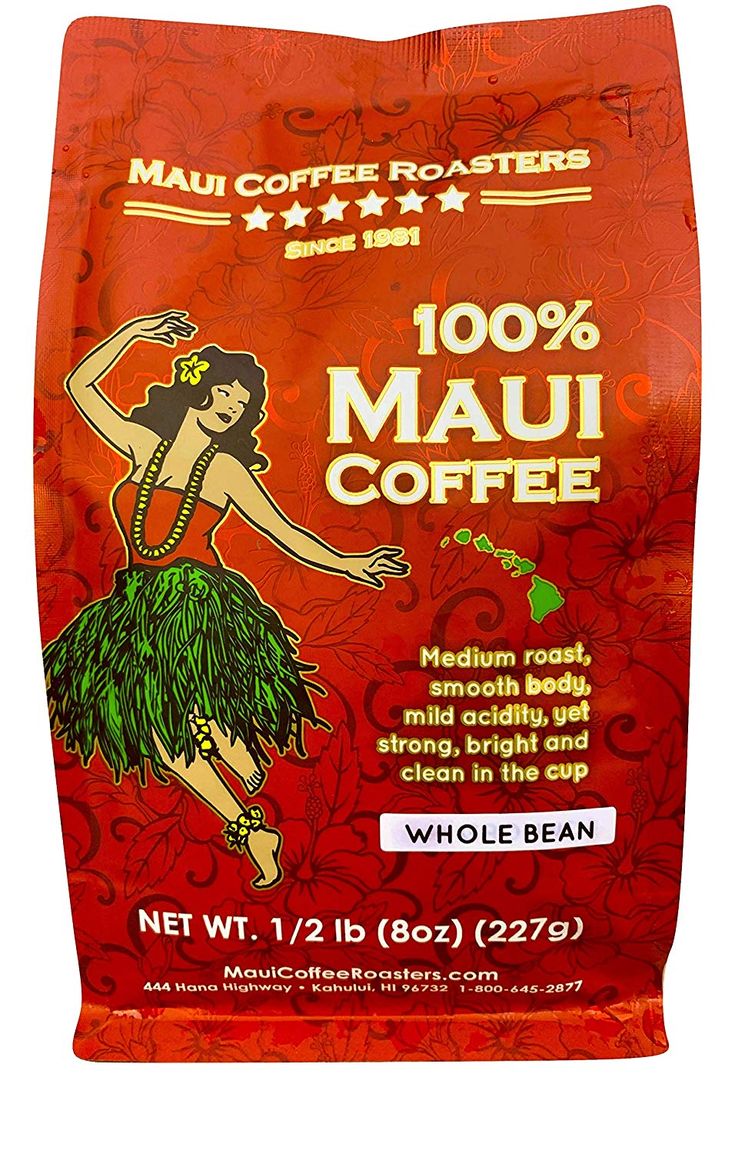 MAUI COFFEE ROASTERS
SINCE 1981
100%
MAUI
COFFEE
Medium roast,
smooth body,
mild acidity, yet
strong, bright and
clean in the cup
WHOLE BEAN
NET WT. 1/2 lb (8oz) (227g)
MauiCoffeeRoasters.com
444 Hana Highway • Kahului, HI 96732 1-800-645-2877